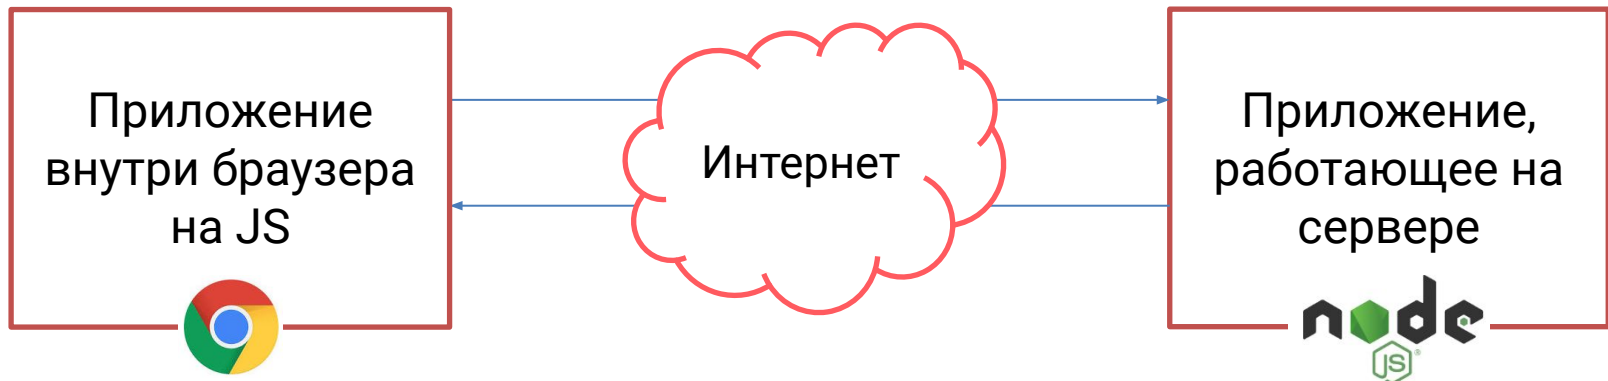 Приложение
внутри браузера
на JS
Интернет
Приложение,
работающее на
сервере
node
JS®